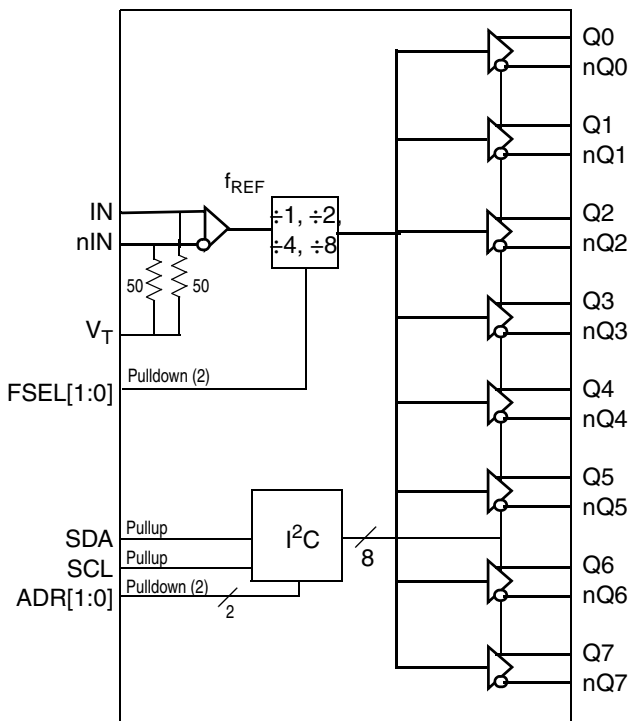 Q0
nQ0
Q1
nQ1
fREF
IN
÷1, ÷2,
Q2
nIN
÷4, ÷8
nQ2
50
50
Q3
VT
nQ3
Pulldown (2)
FSEL[1:0]
Q4
nQ4
Q5
nQ5
SDA
Pullup
I²C
8
SCL
Pullup
ADR[1:0]
Pulldown (2)
2
Q6
nQ6
Q7
nQ7